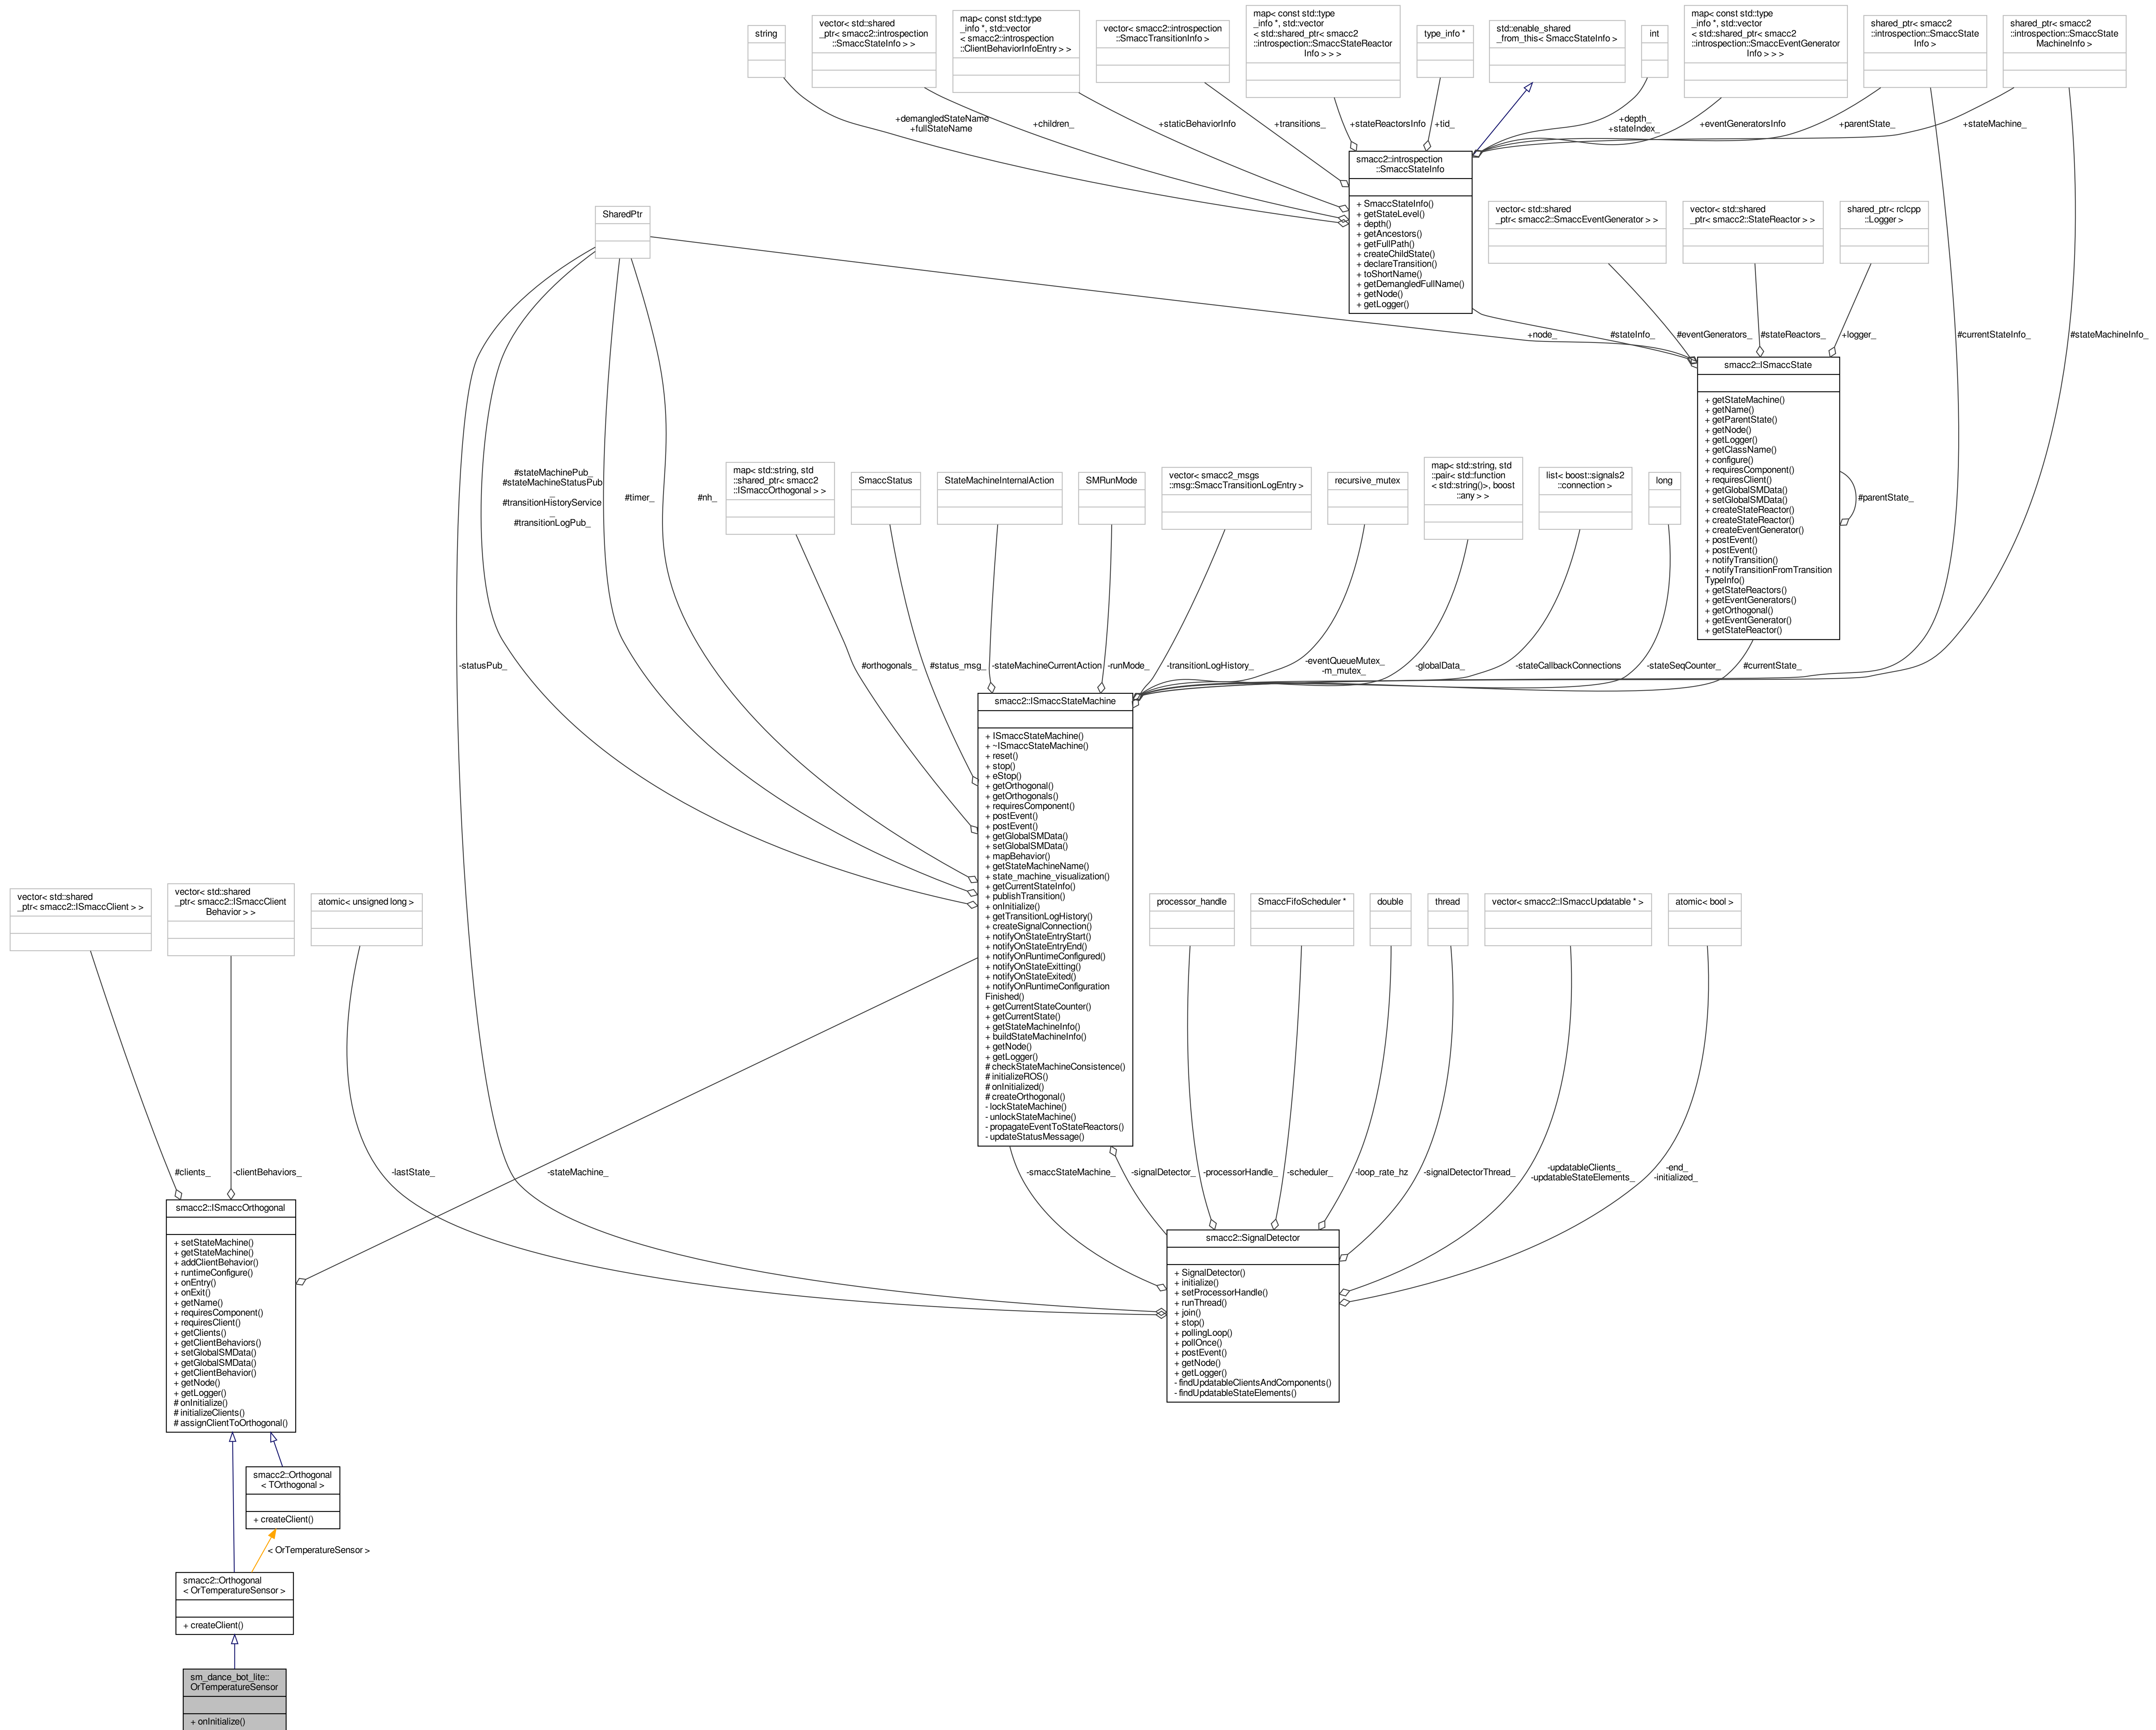 string
vector< std::shared
_ptr< smacc2::introspection
::SmaccStateInfo > >
map< const std::type
_info *, std::vector
< smacc2::introspection
::ClientBehaviorInfoEntry > >
vector< smacc2::introspection
::SmaccTransitionInfo >
map< const std::type
_info *, std::vector
< std::shared_ptr< smacc2
::introspection::SmaccStateReactor
Info > > >
type_info *
std::enable_shared
_from_this< SmaccStateInfo >
int
map< const std::type
_info *, std::vector
< std::shared_ptr< smacc2
::introspection::SmaccEventGenerator
Info > > >
shared_ptr< smacc2
::introspection::SmaccState
Info >
shared_ptr< smacc2
::introspection::SmaccState
MachineInfo >
+demangledStateName
+fullStateName
+children_
+staticBehaviorInfo
+transitions_
+stateReactorsInfo
+tid_
+depth_
+stateIndex_
+eventGeneratorsInfo
+parentState_
+stateMachine_
smacc2::introspection
::SmaccStateInfo
+ SmaccStateInfo()
+ getStateLevel()
+ depth()
+ getAncestors()
+ getFullPath()
+ createChildState()
+ declareTransition()
+ toShortName()
+ getDemangledFullName()
+ getNode()
+ getLogger()
SharedPtr
vector< std::shared
_ptr< smacc2::SmaccEventGenerator > >
vector< std::shared
_ptr< smacc2::StateReactor > >
shared_ptr< rclcpp
::Logger >
+node_
#stateInfo_
#eventGenerators_
#stateReactors_
+logger_
#currentStateInfo_
#stateMachineInfo_
smacc2::ISmaccState
+ getStateMachine()
+ getName()
+ getParentState()
+ getNode()
+ getLogger()
+ getClassName()
+ configure()
+ requiresComponent()
+ requiresClient()
+ getGlobalSMData()
+ setGlobalSMData()
+ createStateReactor()
+ createStateReactor()
+ createEventGenerator()
+ postEvent()
+ postEvent()
+ notifyTransition()
+ notifyTransitionFromTransition
TypeInfo()
+ getStateReactors()
+ getEventGenerators()
+ getOrthogonal()
+ getEventGenerator()
+ getStateReactor()
#parentState_
#stateMachinePub_
#stateMachineStatusPub
_
#transitionHistoryService
_
#transitionLogPub_
#timer_
#nh_
map< std::string, std
::shared_ptr< smacc2
::ISmaccOrthogonal > >
SmaccStatus
StateMachineInternalAction
SMRunMode
vector< smacc2_msgs
::msg::SmaccTransitionLogEntry >
recursive_mutex
map< std::string, std
::pair< std::function
< std::string()>, boost
::any > >
list< boost::signals2
::connection >
long
-statusPub_
#orthogonals_
#status_msg_
-stateMachineCurrentAction
-runMode_
-transitionLogHistory_
-eventQueueMutex_
-m_mutex_
-globalData_
-stateCallbackConnections
-stateSeqCounter_
#currentState_
smacc2::ISmaccStateMachine
+ ISmaccStateMachine()
+ ~ISmaccStateMachine()
+ reset()
+ stop()
+ eStop()
+ getOrthogonal()
+ getOrthogonals()
+ requiresComponent()
+ postEvent()
+ postEvent()
+ getGlobalSMData()
+ setGlobalSMData()
+ mapBehavior()
+ getStateMachineName()
+ state_machine_visualization()
+ getCurrentStateInfo()
+ publishTransition()
+ onInitialize()
+ getTransitionLogHistory()
+ createSignalConnection()
+ notifyOnStateEntryStart()
+ notifyOnStateEntryEnd()
+ notifyOnRuntimeConfigured()
+ notifyOnStateExitting()
+ notifyOnStateExited()
+ notifyOnRuntimeConfiguration
Finished()
+ getCurrentStateCounter()
+ getCurrentState()
+ getStateMachineInfo()
+ buildStateMachineInfo()
+ getNode()
+ getLogger()
# checkStateMachineConsistence()
# initializeROS()
# onInitialized()
# createOrthogonal()
- lockStateMachine()
- unlockStateMachine()
- propagateEventToStateReactors()
- updateStatusMessage()
vector< std::shared
_ptr< smacc2::ISmaccClient > >
vector< std::shared
_ptr< smacc2::ISmaccClient
Behavior > >
atomic< unsigned long >
processor_handle
SmaccFifoScheduler *
double
thread
vector< smacc2::ISmaccUpdatable * >
atomic< bool >
#clients_
-clientBehaviors_
-lastState_
-stateMachine_
-smaccStateMachine_
-signalDetector_
-processorHandle_
-scheduler_
-loop_rate_hz
-signalDetectorThread_
-updatableClients_
-updatableStateElements_
-end_
-initialized_
smacc2::ISmaccOrthogonal
+ setStateMachine()
+ getStateMachine()
+ addClientBehavior()
+ runtimeConfigure()
+ onEntry()
+ onExit()
+ getName()
+ requiresComponent()
+ requiresClient()
+ getClients()
+ getClientBehaviors()
+ setGlobalSMData()
+ getGlobalSMData()
+ getClientBehavior()
+ getNode()
+ getLogger()
# onInitialize()
# initializeClients()
# assignClientToOrthogonal()
smacc2::SignalDetector
+ SignalDetector()
+ initialize()
+ setProcessorHandle()
+ runThread()
+ join()
+ stop()
+ pollingLoop()
+ pollOnce()
+ postEvent()
+ getNode()
+ getLogger()
- findUpdatableClientsAndComponents()
- findUpdatableStateElements()
smacc2::Orthogonal
< TOrthogonal >
+ createClient()
< OrTemperatureSensor >
smacc2::Orthogonal
< OrTemperatureSensor >
+ createClient()
sm_dance_bot_lite::
OrTemperatureSensor
+ onInitialize()